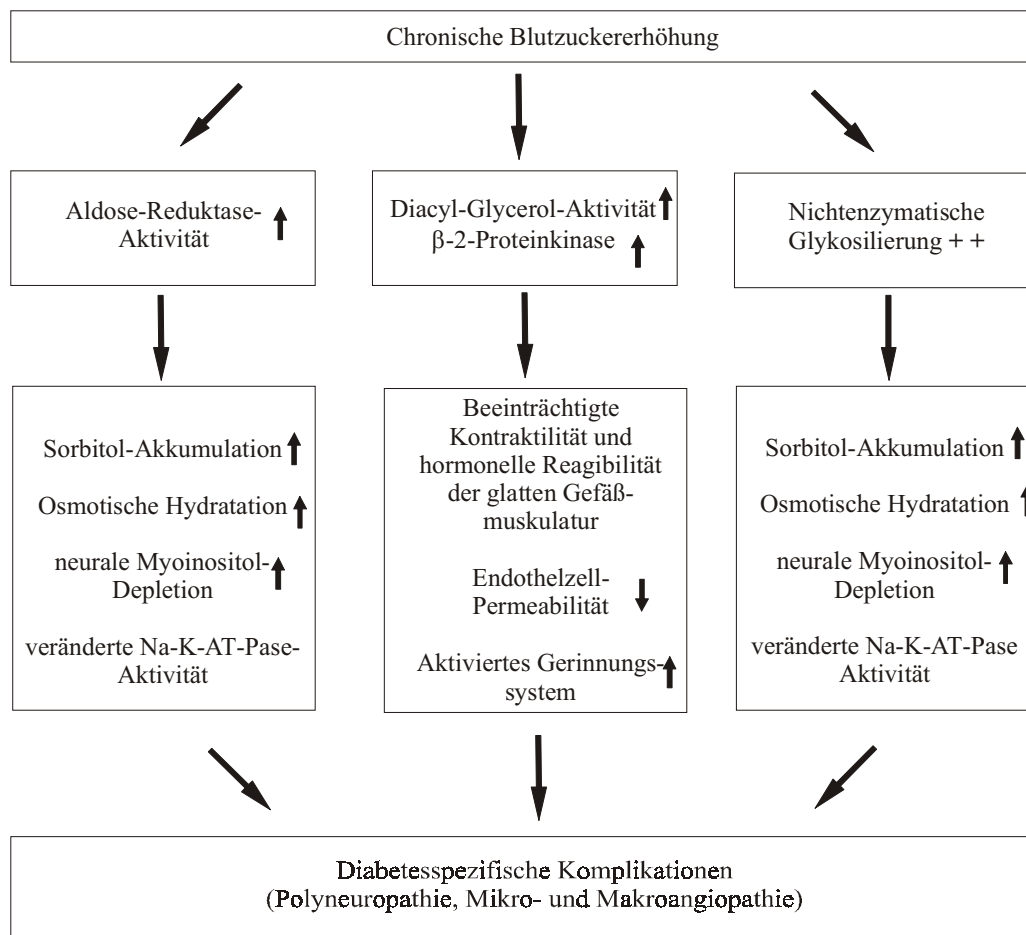 Chronische Blutzuckererhöhung
Aldose-Reduktase-
Aktivität
Diacyl-Glycerol-Aktivität
β-2-Proteinkinase
Nichtenzymatische
Glykosilierung + +
Sorbitol-Akkumulation
Osmotische Hydratation
neurale Myoinositol-
Depletion
veränderte Na-K-AT-Pase-
Aktivität
Beeinträchtigte
Kontraktilität und
hormonelle Reagibilität
der glatten Gefäß-
muskulatur
Endothelzell-
Permeabilität
Aktiviertes Gerinnungs-
system
Sorbitol-Akkumulation
Osmotische Hydratation
neurale Myoinositol-
Depletion
veränderte Na-K-AT-Pase
Aktivität
Diabetesspezifische Komplikationen
(Polyneuropathie, Mikro- und Makroangiopathie)